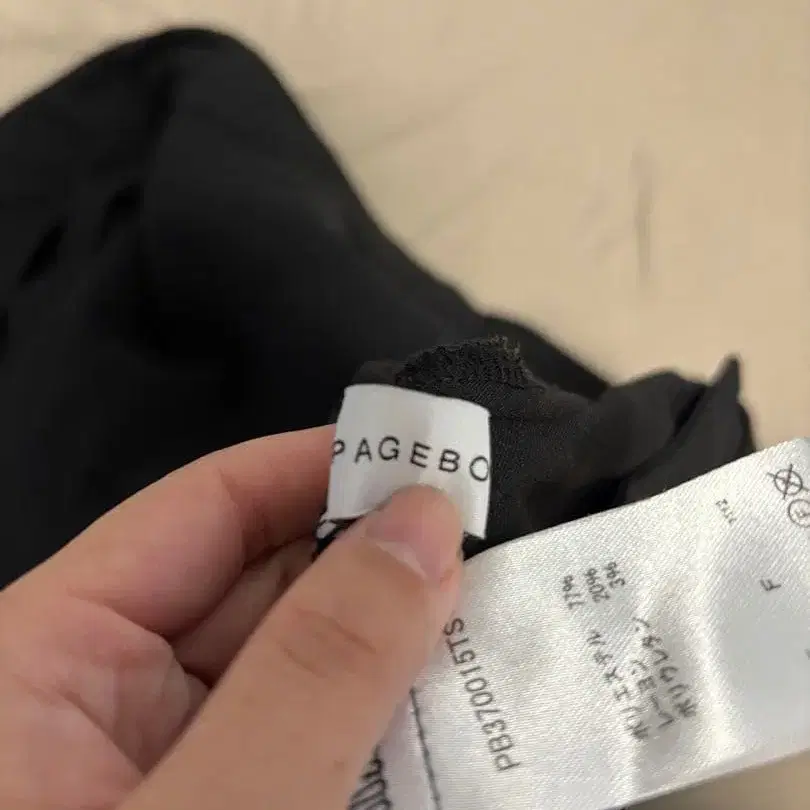 PAGEBO
PB370015TS
ポリエステル 77%
レーヨン 20%
ポリウレタン 3%
F